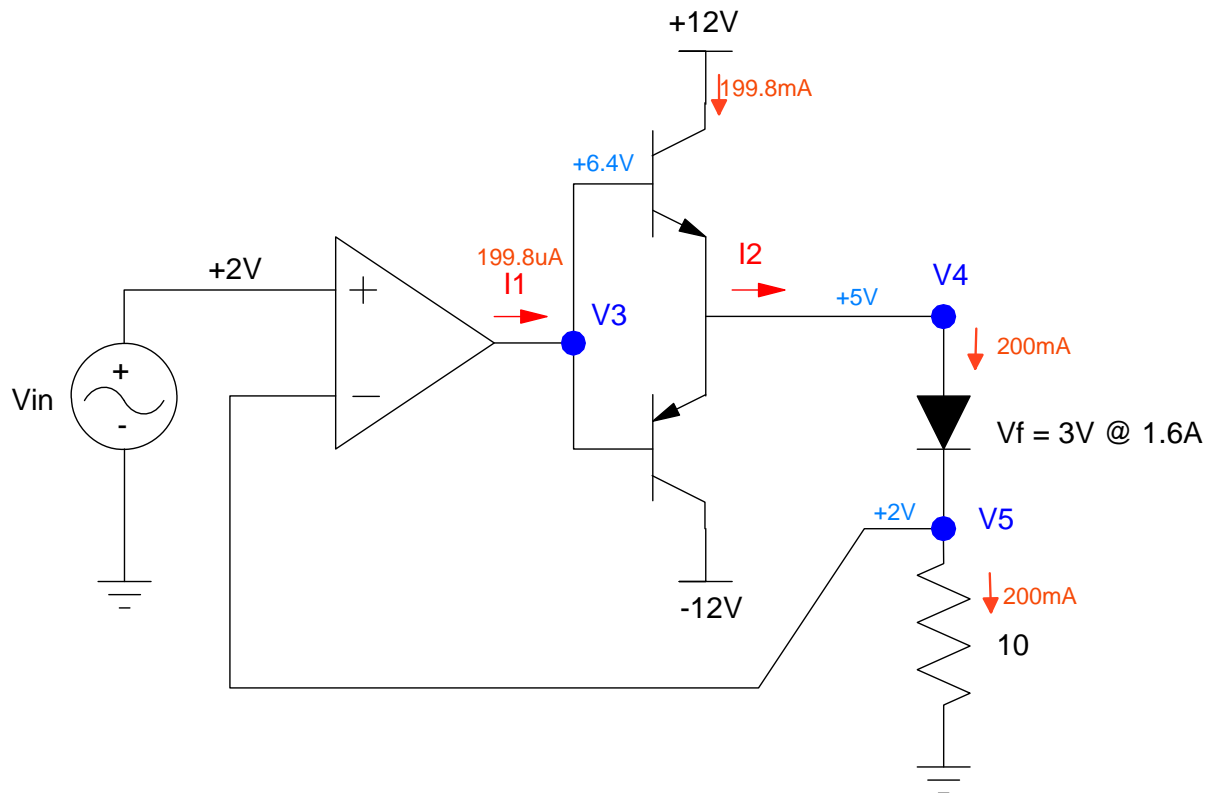 +12V
199.8mA
+6.4V
199.8uA
I1
I2
+2V
V3
+5V
V4
200mA
+
−
Vin
+
-
Vf = 3V @ 1.6A
+2V
V5
-12V
200mA
10